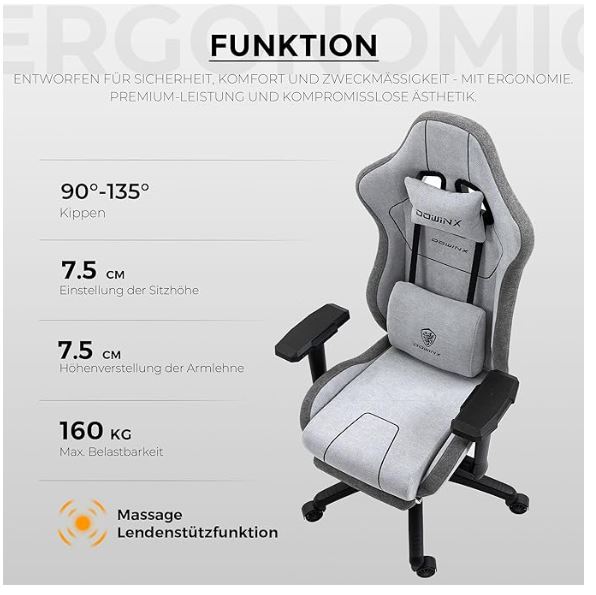 ERGONOMIC
FUNKTION
ENTWORFEN FÜR SICHERHEIT, KOMFORT UND ZWECKMÄSSIGKEIT - MIT ERGONOMIE.
PREMIUM-LEISTUNG UND KOMPROMISSLOSE ÄSTHETIK.
90°-135°
Kippen
7.5 CM
Einstellung der Sitzhöhe
7.5 CM
Höhenverstellung der Armlehne
160 KG
Max. Belastbarkeit
Massage
Lendenstützfunktion
DOWINX
DOWINX
DOWINX